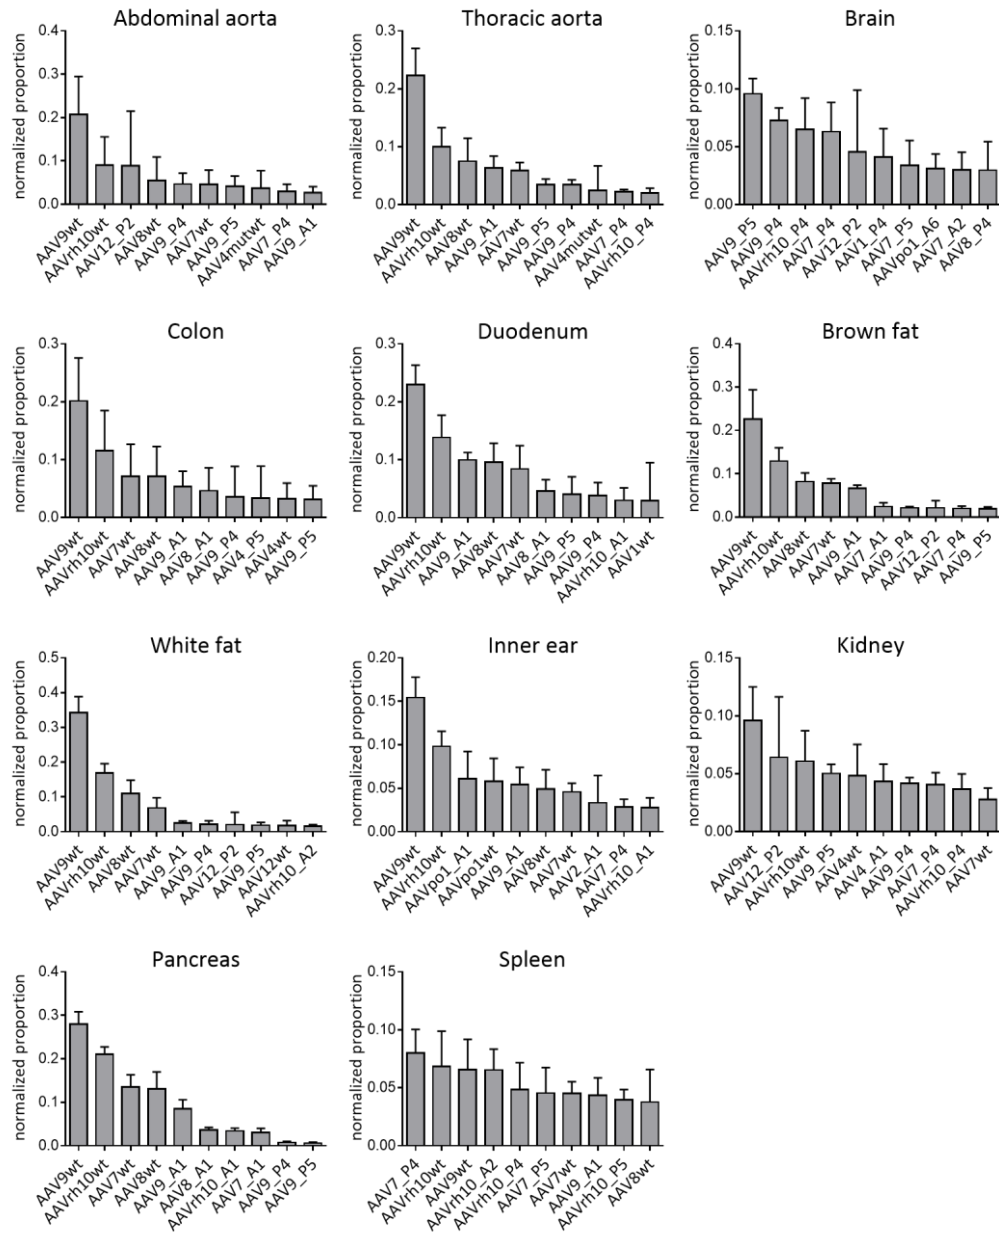 Abdominal aorta
normalized proportion
0.4
0.3
0.2
0.1
0.0
AAV9wt
AAVrh10wt
AAV12_P2
AAV8wt
AAV9_P4
AAV7wt
AAV9_P5
AAV4mutwt
AAV7_P4
AAV9_A1
Thoracic aorta
normalized proportion
0.3
0.2
0.1
0.0
AAV9wt
AAVrh10wt
AAV8wt
AAV9_A1
AAV7wt
AAV9_P5
AAV9_P4
AAV4mutwt
AAV7_P4
AAVrh10_P4
Brain
normalized proportion
0.15
0.10
0.05
0.00
AAV9_P5
AAV9_P4
AAVrh10_P4
AAV7_P4
AAV12_P2
AAV1_P4
AAV7_P5
AAVpo1_A6
AAV7_A2
AAV8_P4
Colon
normalized proportion
0.3
0.2
0.1
0.0
AAV9wt
AAVrh10wt
AAV7wt
AAV8wt
AAV9_A1
AAV8_A1
AAV9_P4
AAV4_P5
AAV4wt
AAV9_P5
Duodenum
normalized proportion
0.3
0.2
0.1
0.0
AAV9wt
AAVrh10wt
AAV9_A1
AAV8wt
AAV7wt
AAV8_A1
AAV9_P5
AAV9_P4
AAVrh10_A1
AAV1wt
Brown fat
normalized proportion
0.4
0.3
0.2
0.1
0.0
AAV9wt
AAVrh10wt
AAV8wt
AAV7wt
AAV9_A1
AAV7_A1
AAV9_P4
AAV12_P2
AAV7_P4
AAV9_P5
White fat
normalized proportion
0.5
0.4
0.3
0.2
0.1
0.0
AAV9wt
AAVrh10wt
AAV8wt
AAV7wt
AAV9_A1
AAV9_P4
AAV12_P2
AAV9_P5
AAV12wt
AAVrh10_A2
Inner ear
normalized proportion
0.20
0.15
0.10
0.05
0.00
AAV9wt
AAVrh10wt
AAVpo1_A1
AAVpo1wt
AAV9_A1
AAV8wt
AAV7wt
AAV2_A1
AAV7_P4
AAVrh10_A1
Kidney
normalized proportion
0.15
0.10
0.05
0.00
AAV9wt
AAV12_P2
AAVrh10wt
AAV9_P5
AAV4wt
AAV4_A1
AAV9_P4
AAV7_P4
AAVrh10_P4
AAV7wt
Pancreas
normalized proportion
0.4
0.3
0.2
0.1
0.0
AAV9wt
AAVrh10wt
AAV7wt
AAV8wt
AAV9_A1
AAV8_A1
AAVrh10_A1
AAV7_A1
AAV9_P4
AAV9_P5
Spleen
normalized proportion
0.15
0.10
0.05
0.00
AAV7_P4
AAVrh10wt
AAV9wt
AAVrh10_A2
AAVrh10_P4
AAV7_P5
AAV7wt
AAV9_A1
AAVrh10_P5
AAV8wt